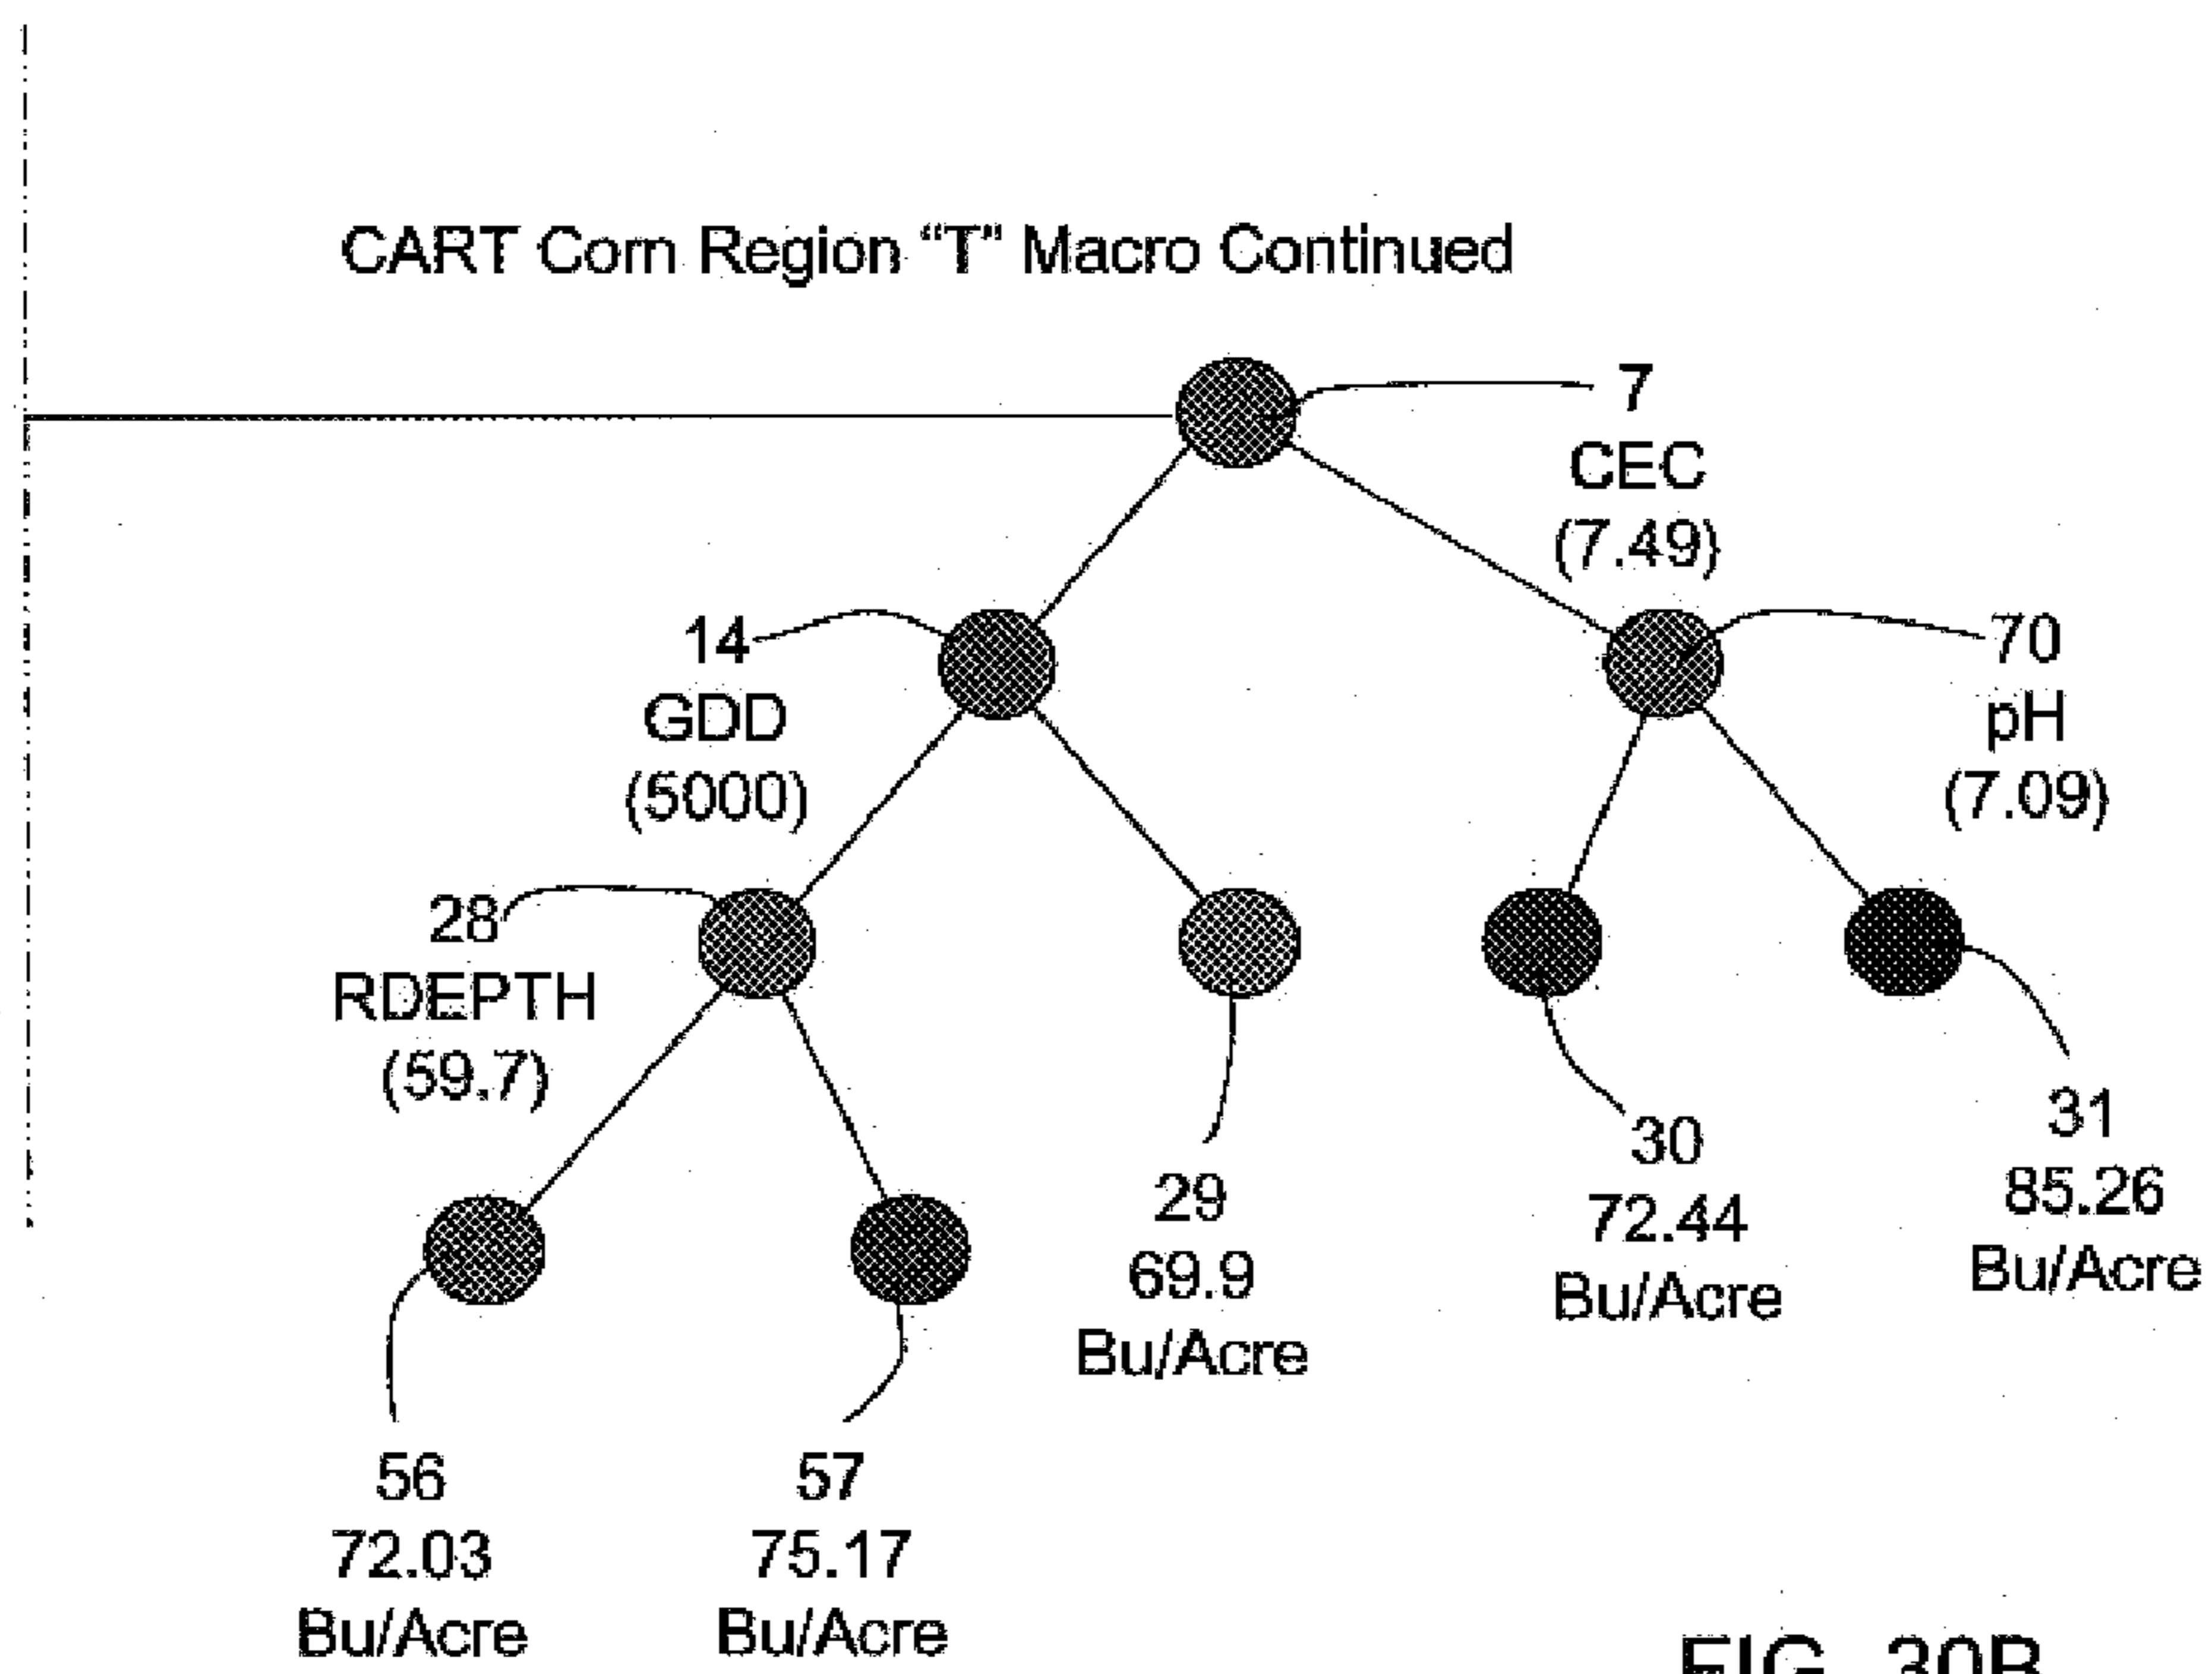 CART Corn Region "T" Macro Continued
7
CEC
(7.49)
14
GDD
(5000)
70
pH
(7.09)
28
RDEPTH
(59.7)
29
69.9
Bu/Acre
30
72.44
Bu/Acre
31
85.26
Bu/Acre
56
72.03
Bu/Acre
57
75.17
Bu/Acre
FIG. 30B